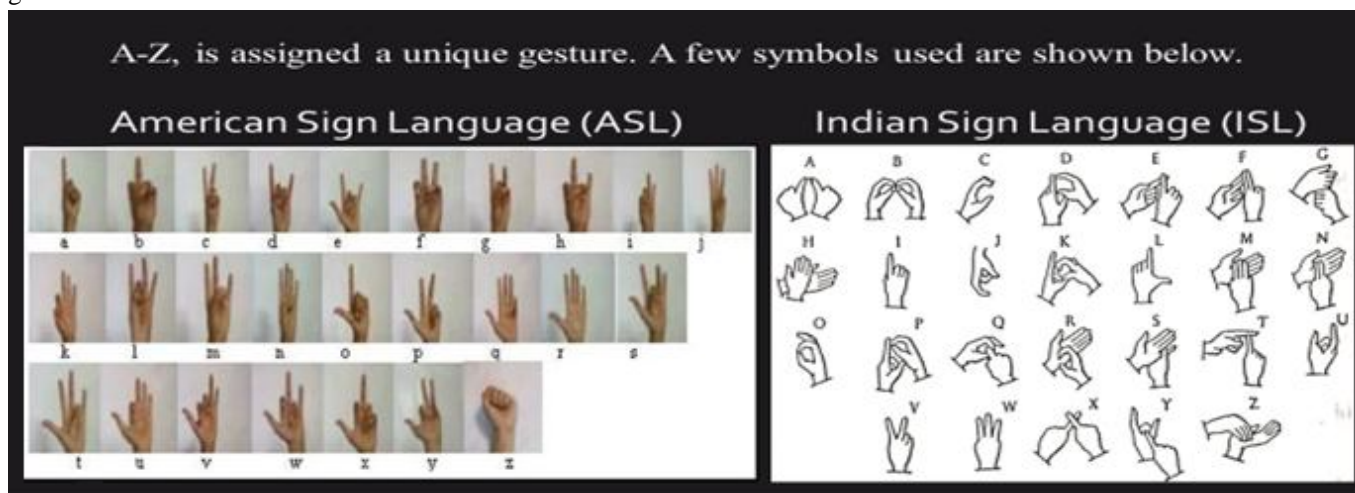 A-Z, is assigned a unique gesture. A few symbols used are shown below.
American Sign Language (ASL)
a b c d e f g h i j
k l m n o p q r s
t u v w x y z
Indian Sign Language (ISL)
A B C D E F G
H I J K L M N
O P Q R S T U
V W X Y Z